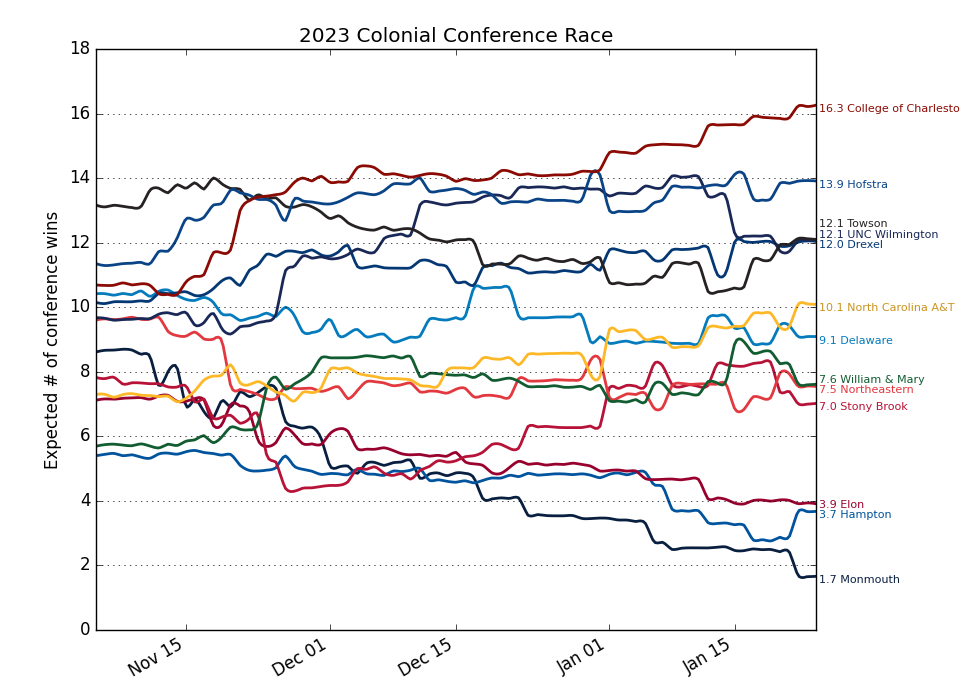 2023 Colonial Conference Race
Expected # of conference wins
18
16
14
12
10
8
6
4
2
0
Nov 15
Dec 01
Dec 15
Jan 01
Jan 15
16.3 College of Charlesto
13.9 Hofstra
12.1 Towson
12.1 UNC Wilmington
12.0 Drexel
10.1 North Carolina A&T
9.1 Delaware
7.6 William & Mary
7.5 Northeastern
7.0 Stony Brook
3.9 Elon
3.7 Hampton
1.7 Monmouth